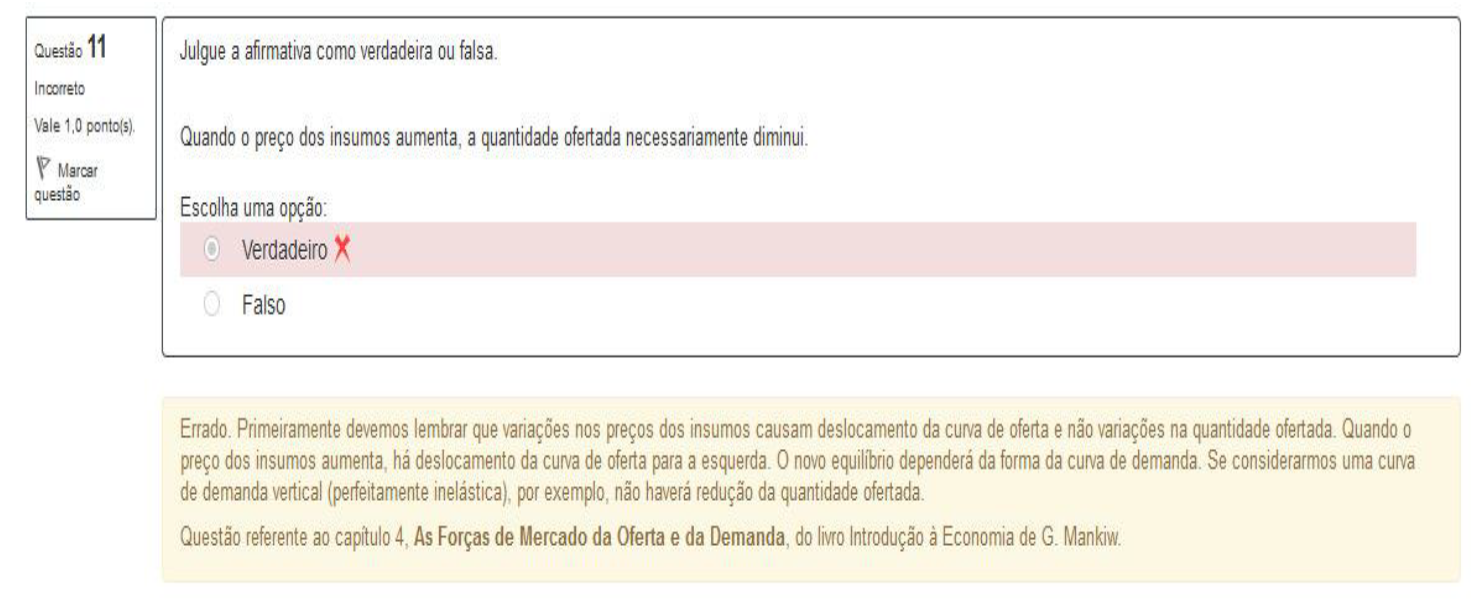 Questão 11
Incorreto
Vale 1,0 ponto(s).
Marcar
questão
Julgue a afirmativa como verdadeira ou falsa.
Quando o preço dos insumos aumenta, a quantidade ofertada necessariamente diminui.
Escolha uma opção:
Verdadeiro
Falso
Errado. Primeiramente devemos lembrar que variações nos preços dos insumos causam deslocamento da curva de oferta e não variações na quantidade ofertada. Quando o
preço dos insumos aumenta, há deslocamento da curva de oferta para a esquerda. O novo equilíbrio dependerá da forma da curva de demanda. Se considerarmos uma curva
de demanda vertical (perfeitamente inelástica), por exemplo, não haverá redução da quantidade ofertada.
Questão referente ao capítulo 4, As Forças de Mercado da Oferta e da Demanda, do livro Introdução à Economia de G. Mankiw.